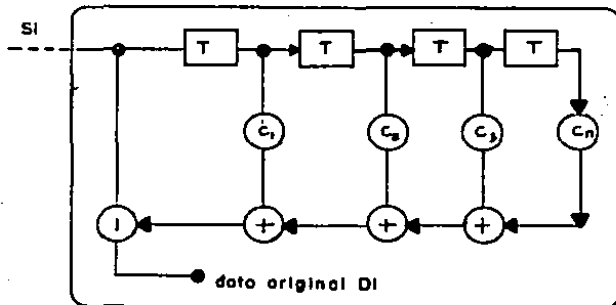 Si
T T T T
C₁ C₂ C₃ Cₙ
+ + +
dato original Di